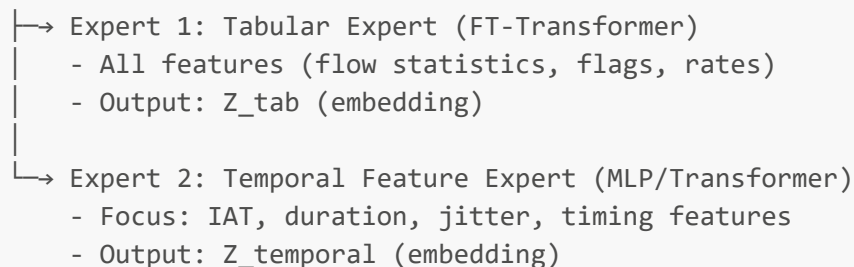 ├─→ Expert 1: Tabular Expert (FT-Transformer)
│   - All features (flow statistics, flags, rates)
│   - Output: Z_tab (embedding)
│
└─→ Expert 2: Temporal Feature Expert (MLP/Transformer)
    - Focus: IAT, duration, jitter, timing features
    - Output: Z_temporal (embedding)